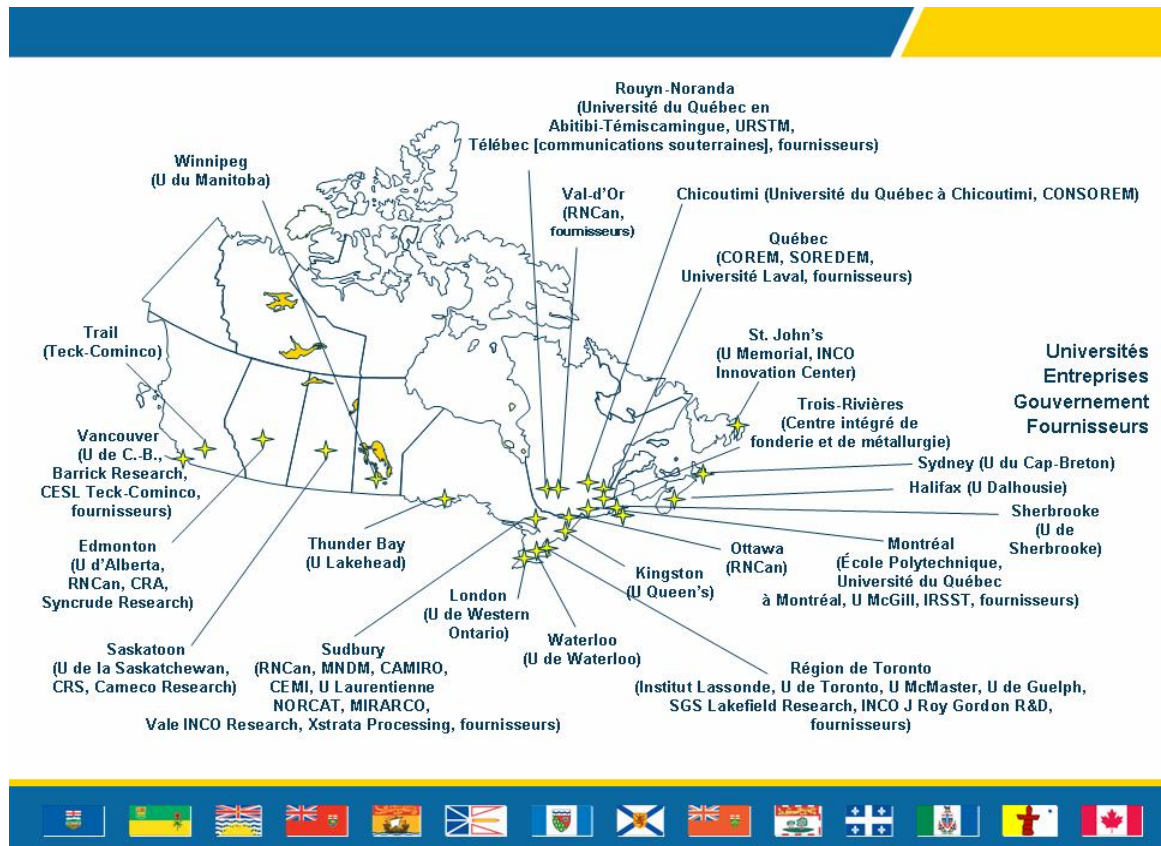 Rouyn-Noranda
(Université du Québec en
Abitibi-Témiscamingue, URSTM,
Télébec [communications souterraines], fournisseurs)
Winnipeg
(U du Manitoba)
Val-d'Or
(RNCan,
fournisseurs)
Chicoutimi (Université du Québec à Chicoutimi, CONSOREM)
Québec
(COREM, SOREDEM,
Université Laval, fournisseurs)
Trail
(Teck-Cominco)
St. John's
(U Memorial, INCO
Innovation Center)
Universités
Entreprises
Gouvernement
Fournisseurs
Trois-Rivières
(Centre intégré de
fonderie et de métallurgie)
Vancouver
(U de C.-B.,
Barrick Research,
CESL Teck-Cominco,
fournisseurs)
Sydney (U du Cap-Breton)
Halifax (U Dalhousie)
Sherbrooke
(U de
Sherbrooke)
Edmonton
(U d'Alberta,
RNCan, CRA,
Syncrude Research)
Thunder Bay
(U Lakehead)
Ottawa
(RNCan)
Montréal
(École Polytechnique,
Université du Québec
à Montréal, U McGill, IRSST, fournisseurs)
Kingston
(U Queen's)
London
(U de Western
Ontario)
Waterloo
(U de Waterloo)
Saskatoon
(U de la Saskatchewan,
CRS, Cameco Research)
Sudbury
(RNCan, MNDM, CAMIRO,
CEMI, U Laurentienne
NORCAT, MIRARCO,
Vale INCO Research, Xstrata Processing, fournisseurs)
Région de Toronto
(Institut Lassonde, U de Toronto, U McMaster, U de Guelph,
SGS Lakefield Research, INCO J Roy Gordon R&D,
fournisseurs)